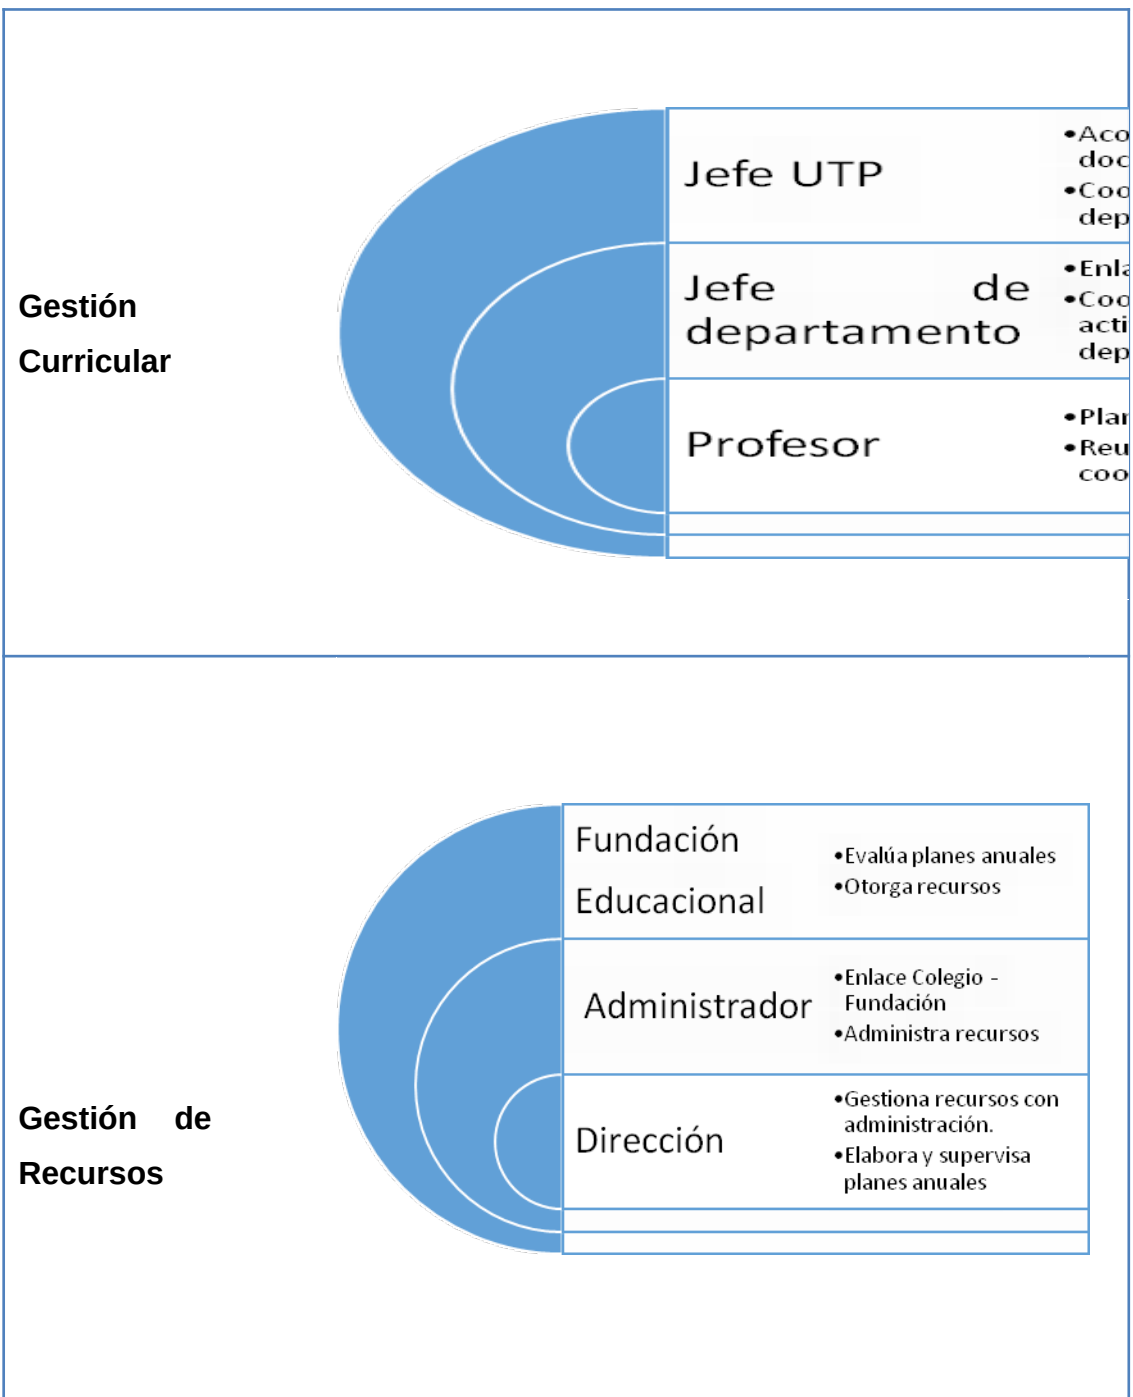 Gestión
Curricular
Jefe UTP
Jefe de
departamento
Profesor
Gestión de
Recursos
Fundación
Educacional
•Evalúa planes anuales
•Otorga recursos
Administrador
•Enlace Colegio –
Fundación
•Administra recursos
Dirección
•Gestiona recursos con
administración.
•Elabora y supervisa
planes anuales